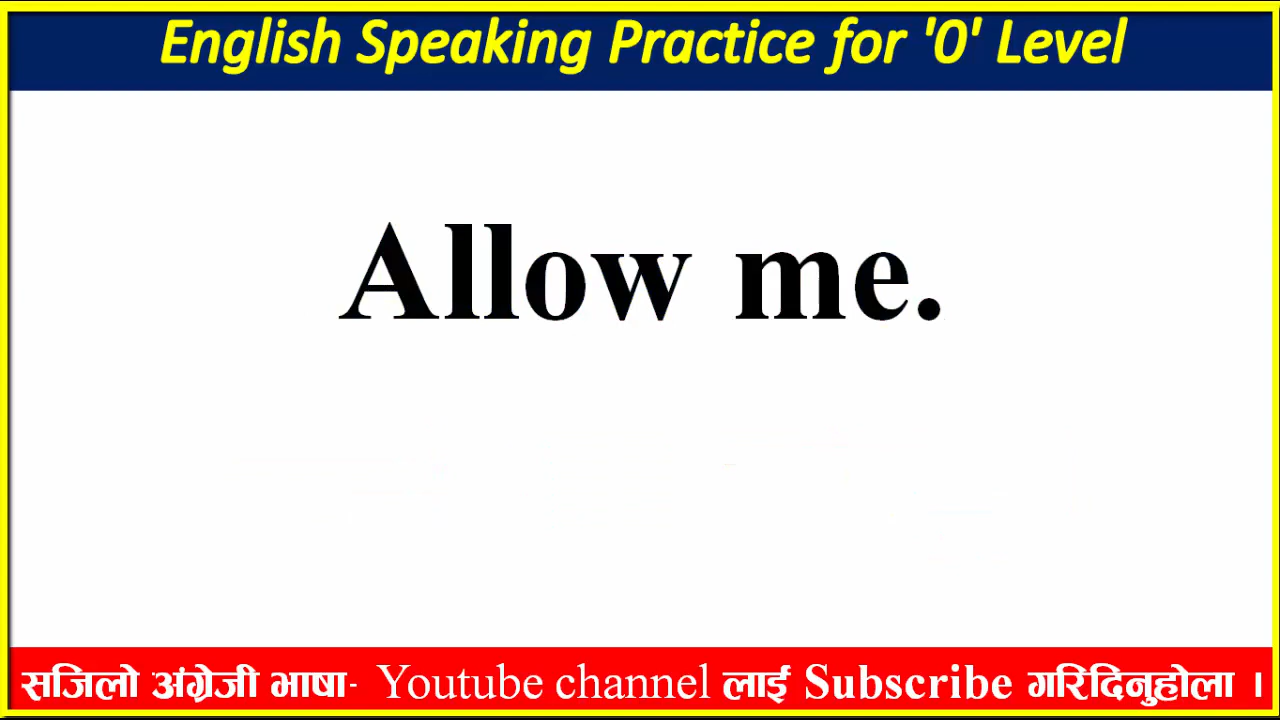 English Speaking Practice for '0' Level
Allow me.
सजिलो अंग्रेजी भाषा- Youtube channel लाई Subscribe गरिदिनुहोला ।